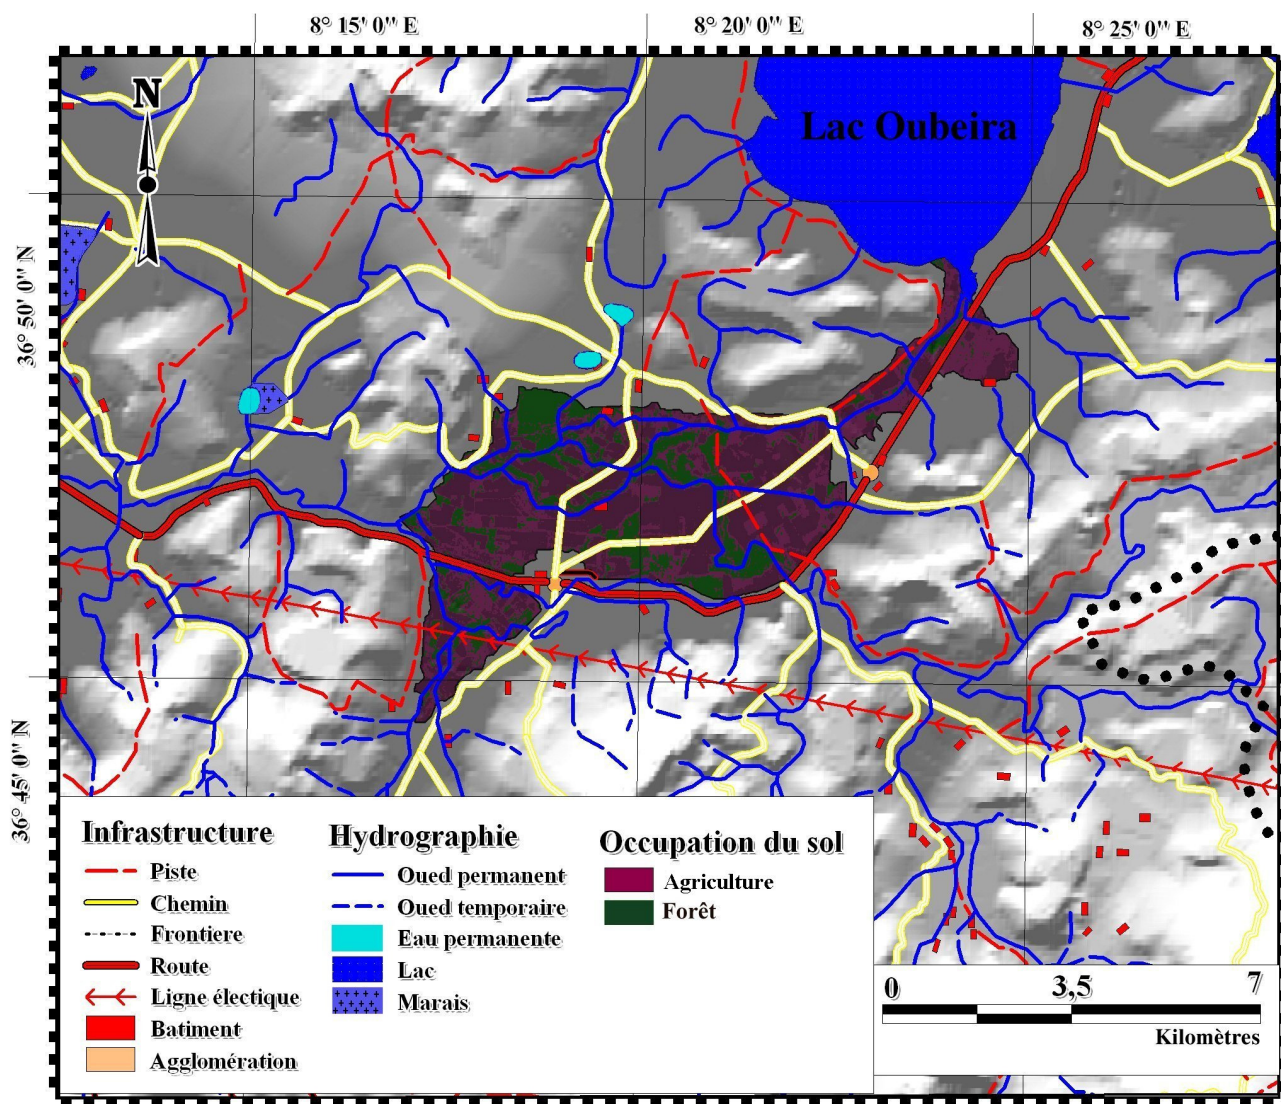 8° 15' 0'' E
8° 20' 0'' E
8° 25' 0'' E
N
Lac Oubeira
36° 50' 0'' N
36° 45' 0'' N
Infrastructure
Piste
Chemin
Frontiere
Route
Ligne électique
Batiment
Agglomération
Hydrographie
Oued permanent
Oued temporaire
Eau permanente
Lac
Marais
Occupation du sol
Agriculture
Forêt
0 3,5 7
Kilomètres